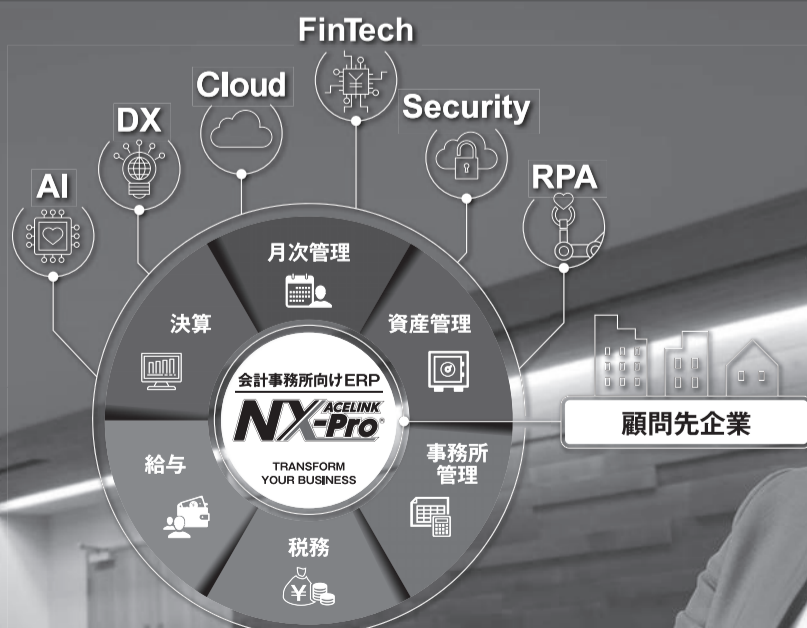 FinTech
Cloud
Security
DX
RPA
AI
月次管理
決算
資産管理
会計事務所向けERP
ACELINK
NX-Pro®
TRANSFORM
YOUR BUSINESS
顧問先企業
給与
事務所
管理
税務